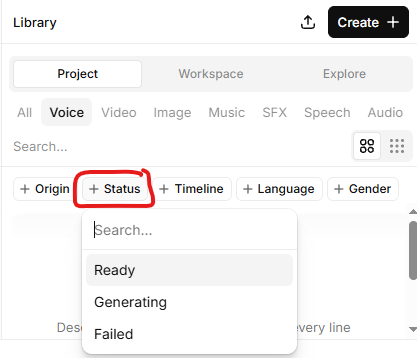 Library
Create +
Project Workspace Explore
All Voice Video Image Music SFX Speech Audio
Search...
+ Origin + Status + Timeline + Language + Gender
Search...
Ready
Generating
Failed
every line